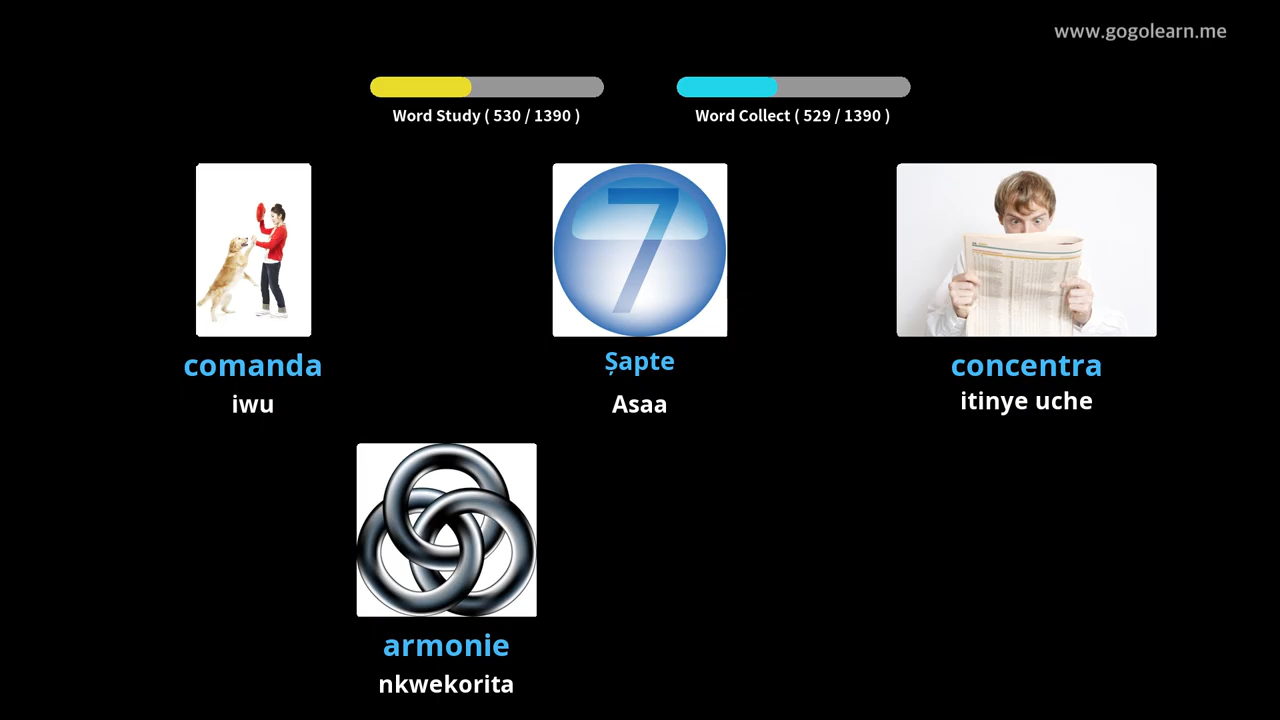 www.gogolearn.me
Word Study ( 530 / 1390 )
Word Collect ( 529 / 1390 )
7
comanda
Șapte
concentra
iwu
Asaa
itinye uche
armonie
nkwekorita